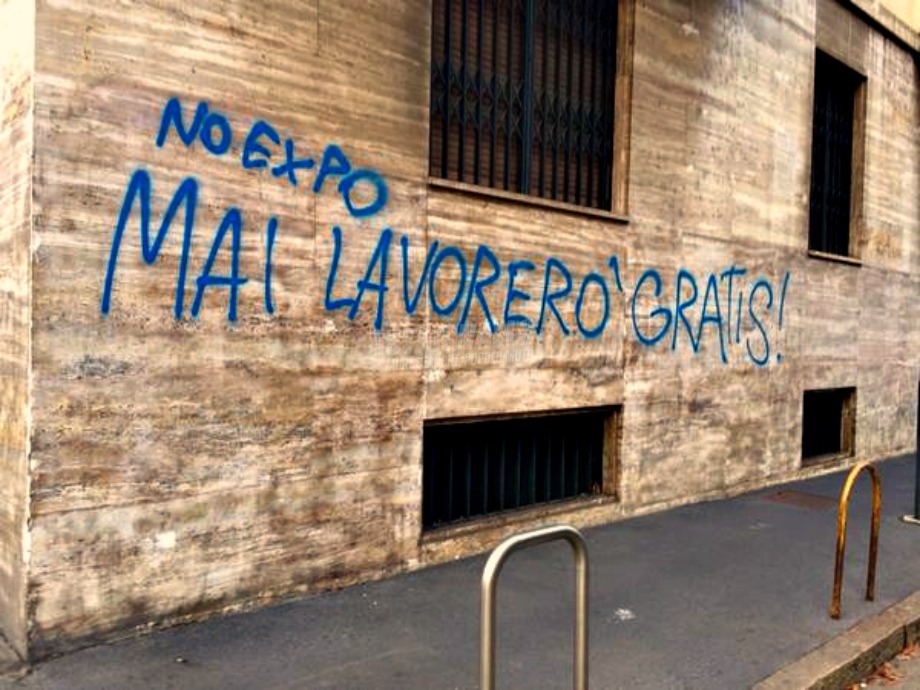 NO EXPO
MAI LAVORERO' GRATIS!